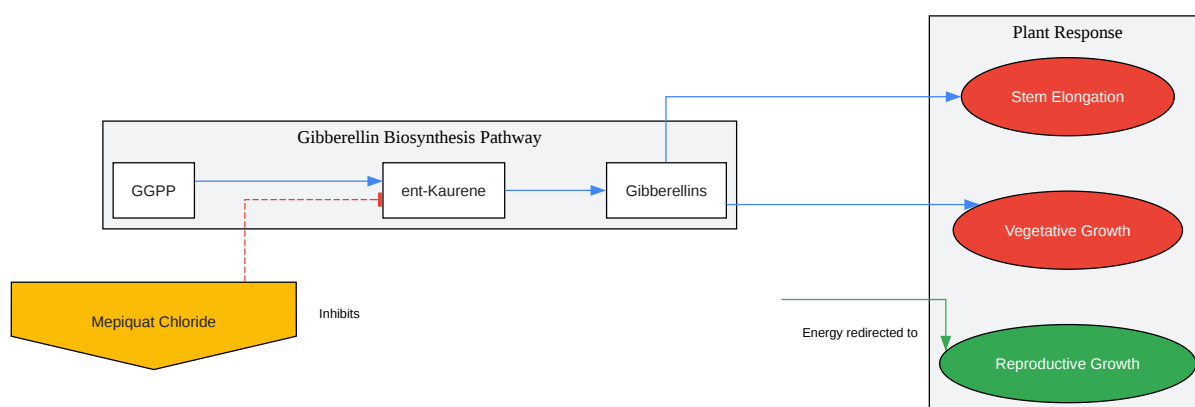 Plant Response
Stem Elongation
Gibberellin Biosynthesis Pathway
GGPP
ent-Kaurene
Gibberellins
Vegetative Growth
Mepiquat Chloride
Inhibits
Energy redirected to
Reproductive Growth